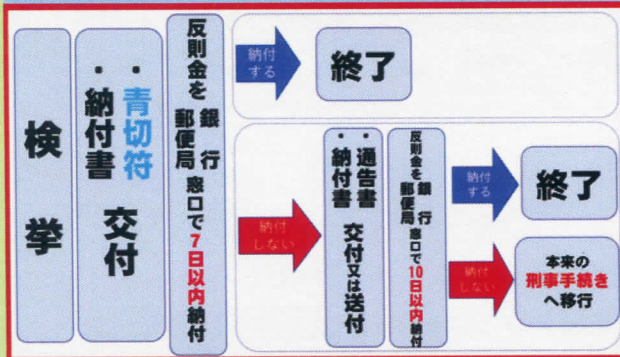 検挙
・青切符
・納付書
交付
反則金を
銀行
郵便局
窓口で7日以内納付
納付
する
終了
納付
しない
・通告書
・納付書
交付又は送付
反則金を
銀行
郵便局
窓口で10日以内納付
納付
する
終了
納付
しない
本来の
刑事手続き
へ移行